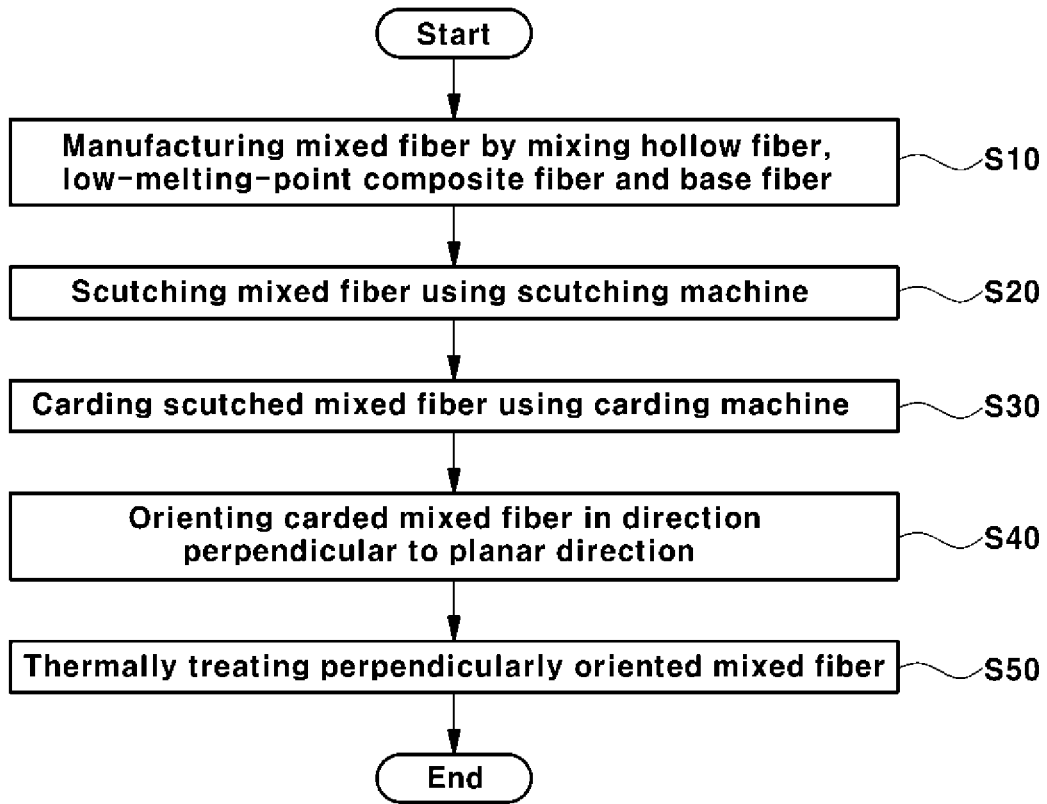 Start
Manufacturing mixed fiber by mixing hollow fiber,
low-melting-point composite fiber and base fiber
S10
Scutching mixed fiber using scutching machine
S20
Carding scutched mixed fiber using carding machine
S30
Orienting carded mixed fiber in direction
perpendicular to planar direction
S40
Thermally treating perpendicularly oriented mixed fiber
S50
End